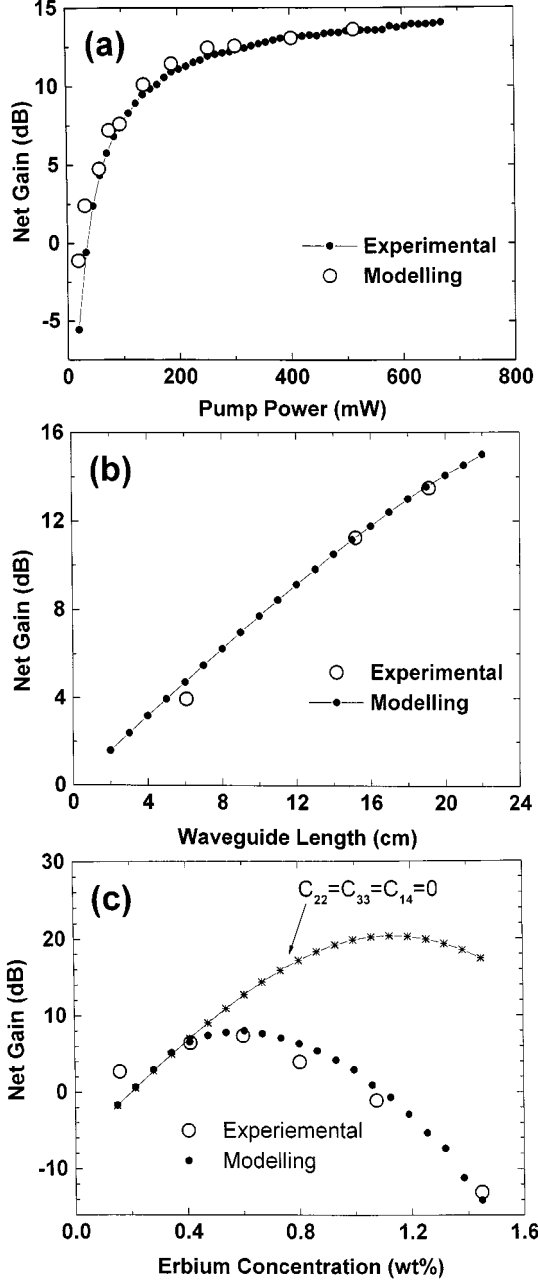 (a)
15
10
5
0
-5
Net Gain (dB)
Experimental
Modelling
0 200 400 600 800
Pump Power (mW)
(b)
16
12
8
4
0
Net Gain (dB)
Experimental
Modelling
0 4 8 12 16 20 24
Waveguide Length (cm)
(c)
30
20
10
0
-10
Net Gain (dB)
C22=C33=C14=0
Experiemental
Modelling
0.0 0.4 0.8 1.2 1.6
Erbium Concentration (wt%)